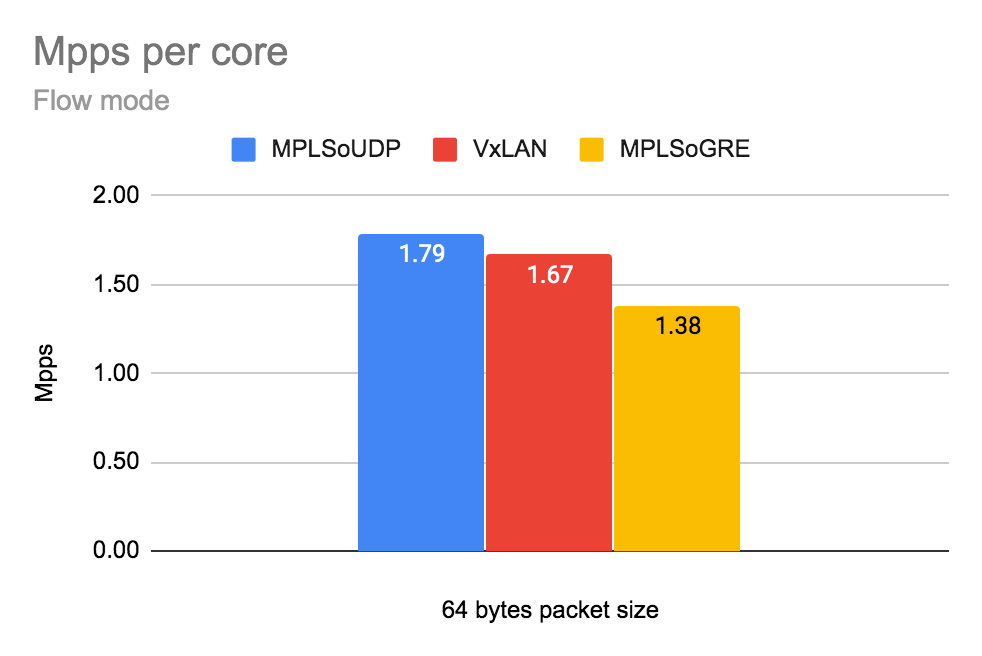 Mpps per core
Flow mode
MPLSoUDP VxLAN MPLSoGRE
2.00
1.79
1.67
1.50
1.38
1.00
Mpps
0.50
0.00
64 bytes packet size